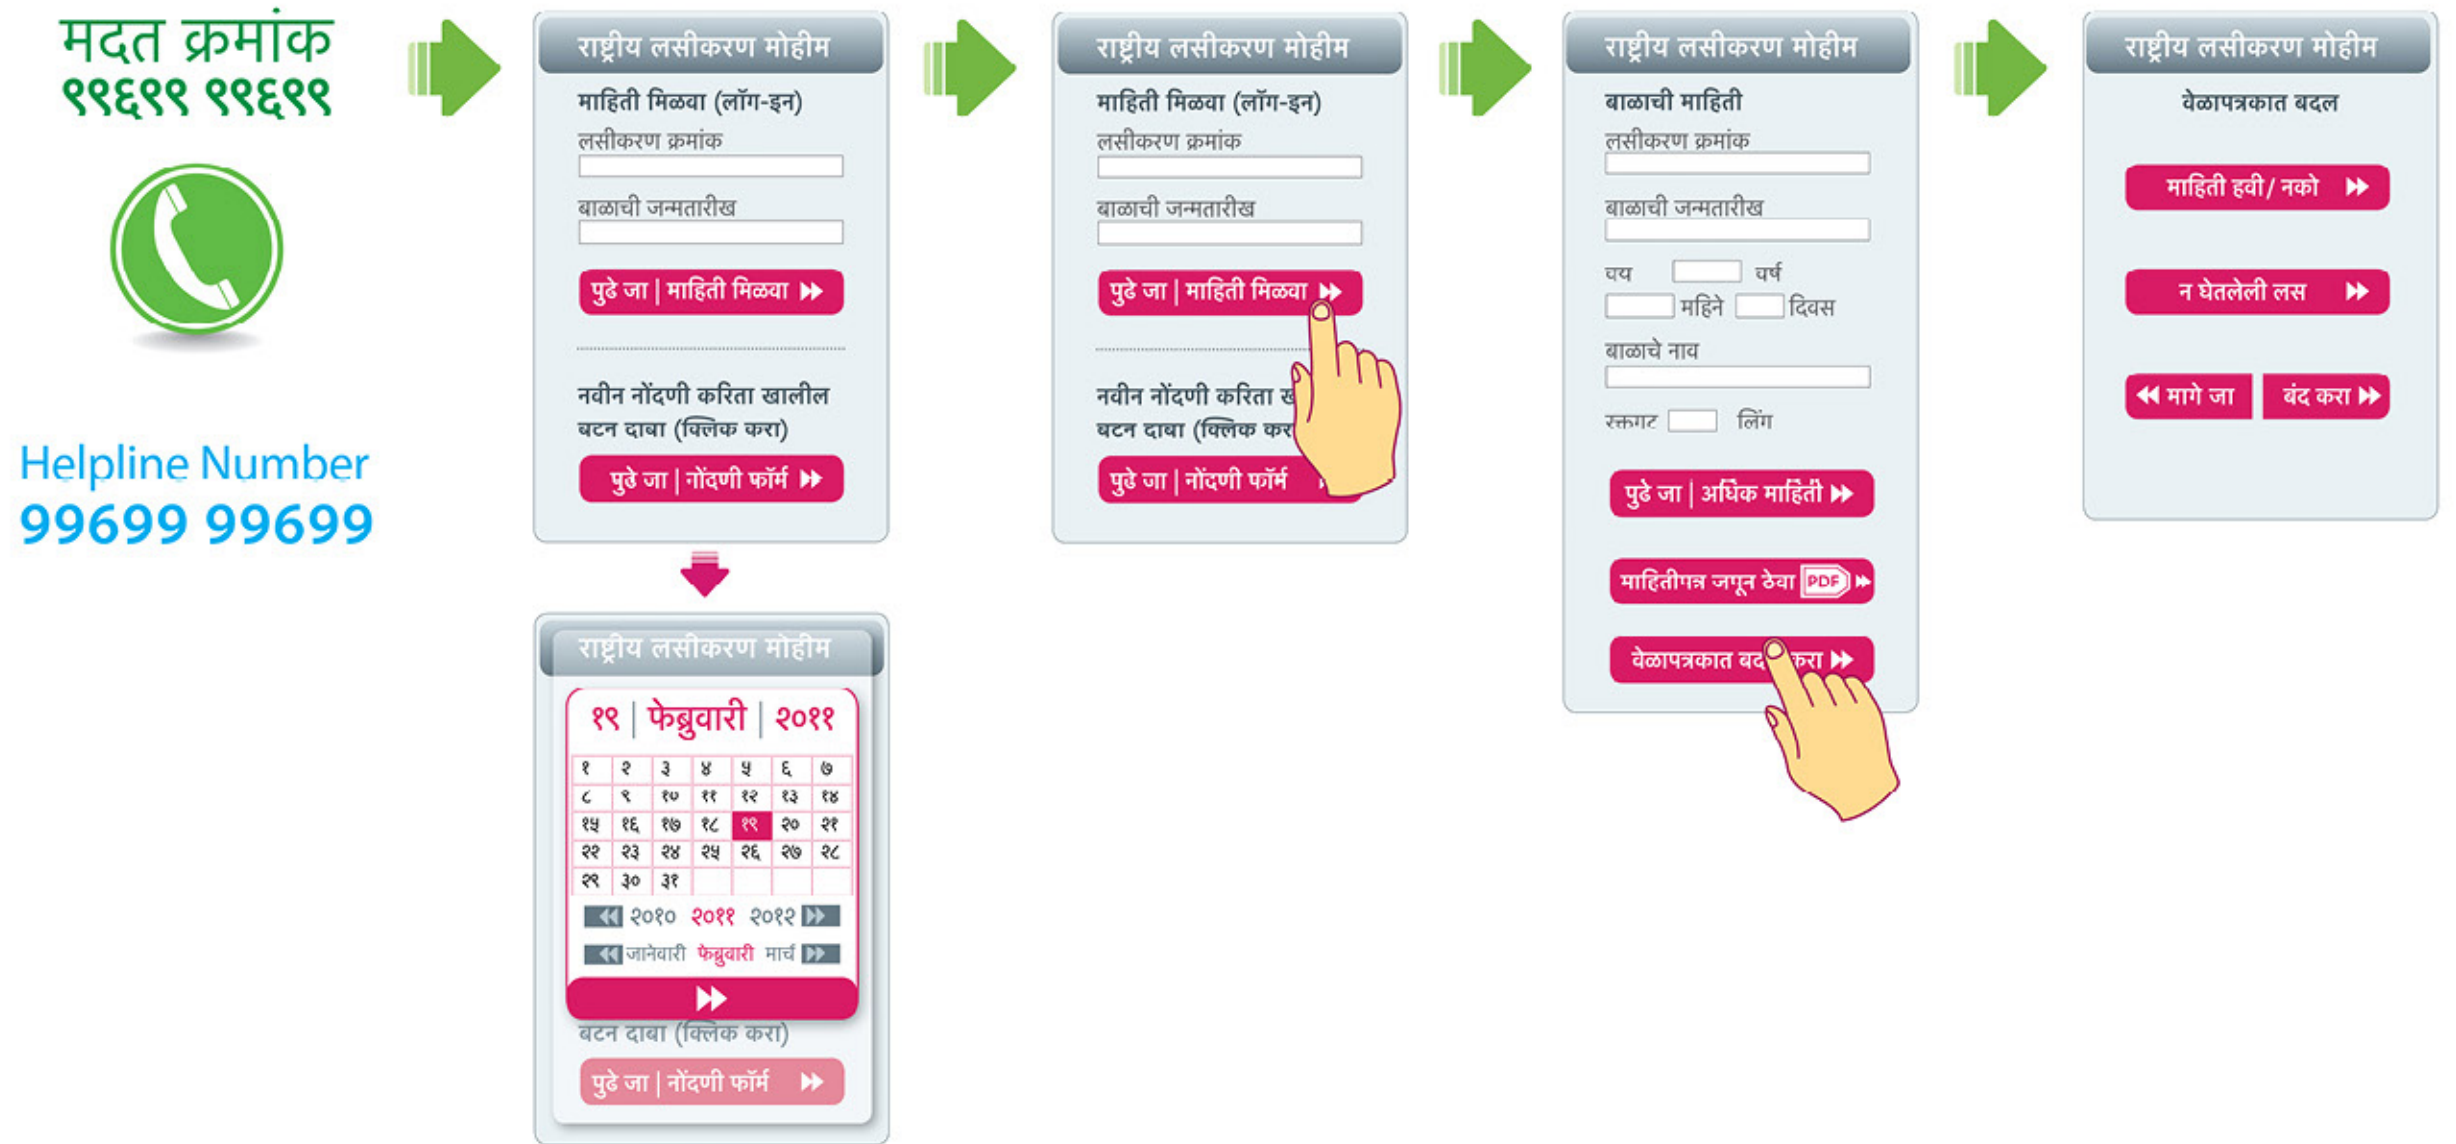 मदत क्रमांक
९९६९९ ९९६९९
Helpline Number
99699 99699
राष्ट्रीय लसीकरण मोहीम
माहिती मिळवा (लॉग-इन)
लसीकरण क्रमांक
बाळाची जन्मतारीख
पुढे जा | माहिती मिळवा
नवीन नोंदणी करिता खालील
बटन दाबा (क्लिक करा)
पुढे जा | नोंदणी फॉर्म
राष्ट्रीय लसीकरण मोहीम
१९ | फेब्रुवारी | २०११
१ २ ३ ४ ५ ६ ७
८ ९ १० ११ १२ १३ १४
१५ १६ १७ १८ १९ २० २१
२२ २३ २४ २५ २६ २७ २८
२९ ३० ३१
२०१० २०११ २०१२
जानेवारी फेब्रुवारी मार्च
बटन दाबा (क्लिक करा)
पुढे जा | नोंदणी फॉर्म
राष्ट्रीय लसीकरण मोहीम
माहिती मिळवा (लॉग-इन)
लसीकरण क्रमांक
बाळाची जन्मतारीख
पुढे जा | माहिती मिळवा
नवीन नोंदणी करिता
बटन दाबा (क्लिक
पुढे जा | नोंदणी फॉर्म
राष्ट्रीय लसीकरण मोहीम
बाळाची माहिती
लसीकरण क्रमांक
बाळाची जन्मतारीख
वय वर्ष
महिने दिवस
बाळाचे नाव
रक्तगट लिंग
पुढे जा | अधिक माहिती
माहितीपत्र जपून ठेवा PDF
वेळापत्रकात करा
राष्ट्रीय लसीकरण मोहीम
वेळापत्रकात बदल
माहिती हवी/ नको
न घेतलेली लस
मागे जा बंद करा